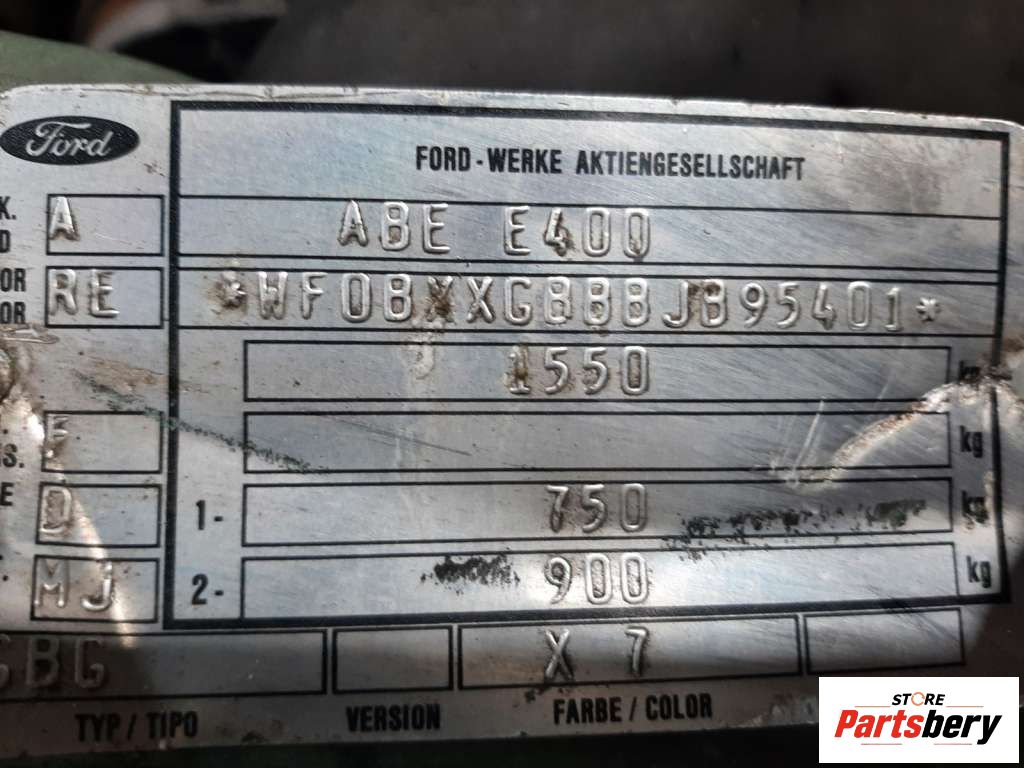 Ford
FORD-WERKE AKTIENGESELLSCHAFT
A ABE E400
RE *WF0BXXGBBBJB95401*
1550 kg
kg
D 1- 750 kg
MJ 2- 900 kg
X 7
TYP / TIPO VERSION FARBE / COLOR
STORE
Partsbery